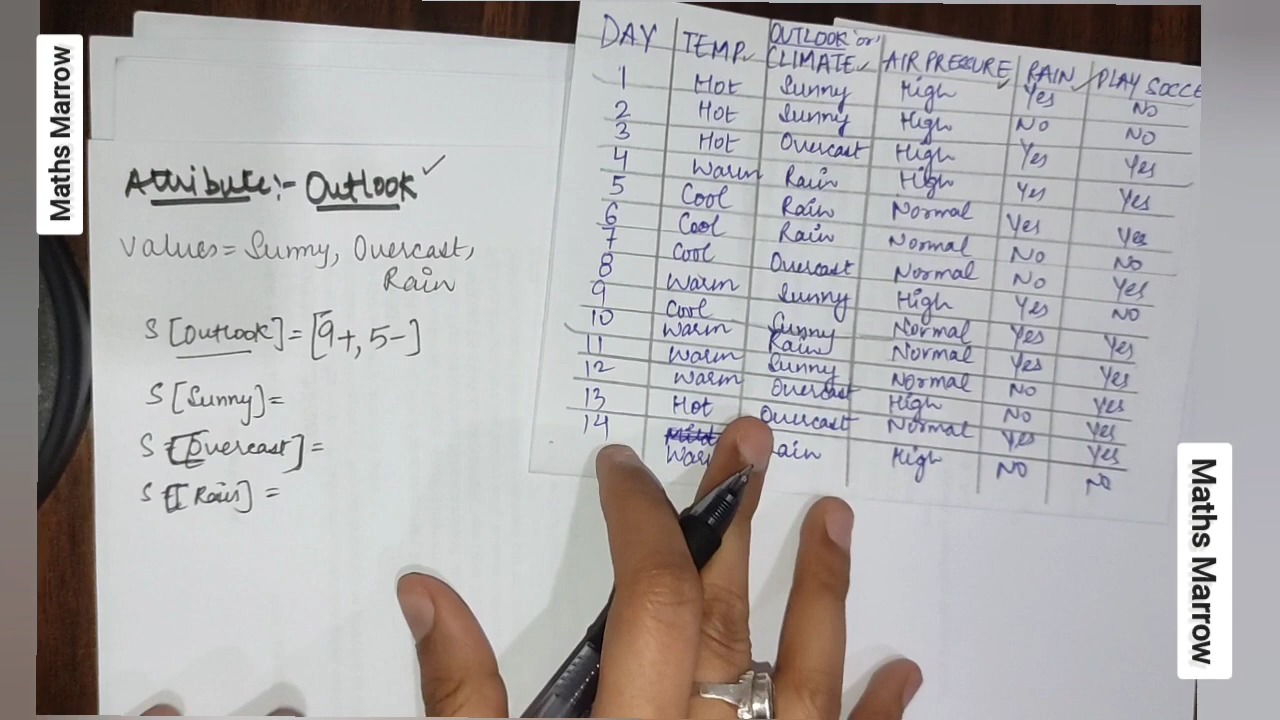 Maths Marrow
Attribute:- Outlook ✓
Values = Sunny, Overcast,
Rain
S [Outlook] = [9+, 5-]
S [Sunny] =
S [Overcast] =
S [Rain] =
DAY TEMP. ✓ OUTLOOK 'or' CLIMATE ✓ AIR PRESSURE ✓ RAIN ✓ PLAY SOCCE
1 Hot Sunny High Yes No
2 Hot Sunny High No No
3 Hot Overcast High Yes Yes
4 Warm Rain High Yes Yes
5 Cool Rain Normal Yes Yes
6 Cool Rain Normal No No
7 Cool Overcast Normal No Yes
8 Warm Sunny High Yes No
9 Cool Sunny Normal Yes Yes
10 Warm Rain Normal Yes Yes
11 Warm Sunny Normal No Yes
12 Warm Overcast High No Yes
13 Hot Overcast Normal Yes Yes
14 ain High No No
Maths Marrow